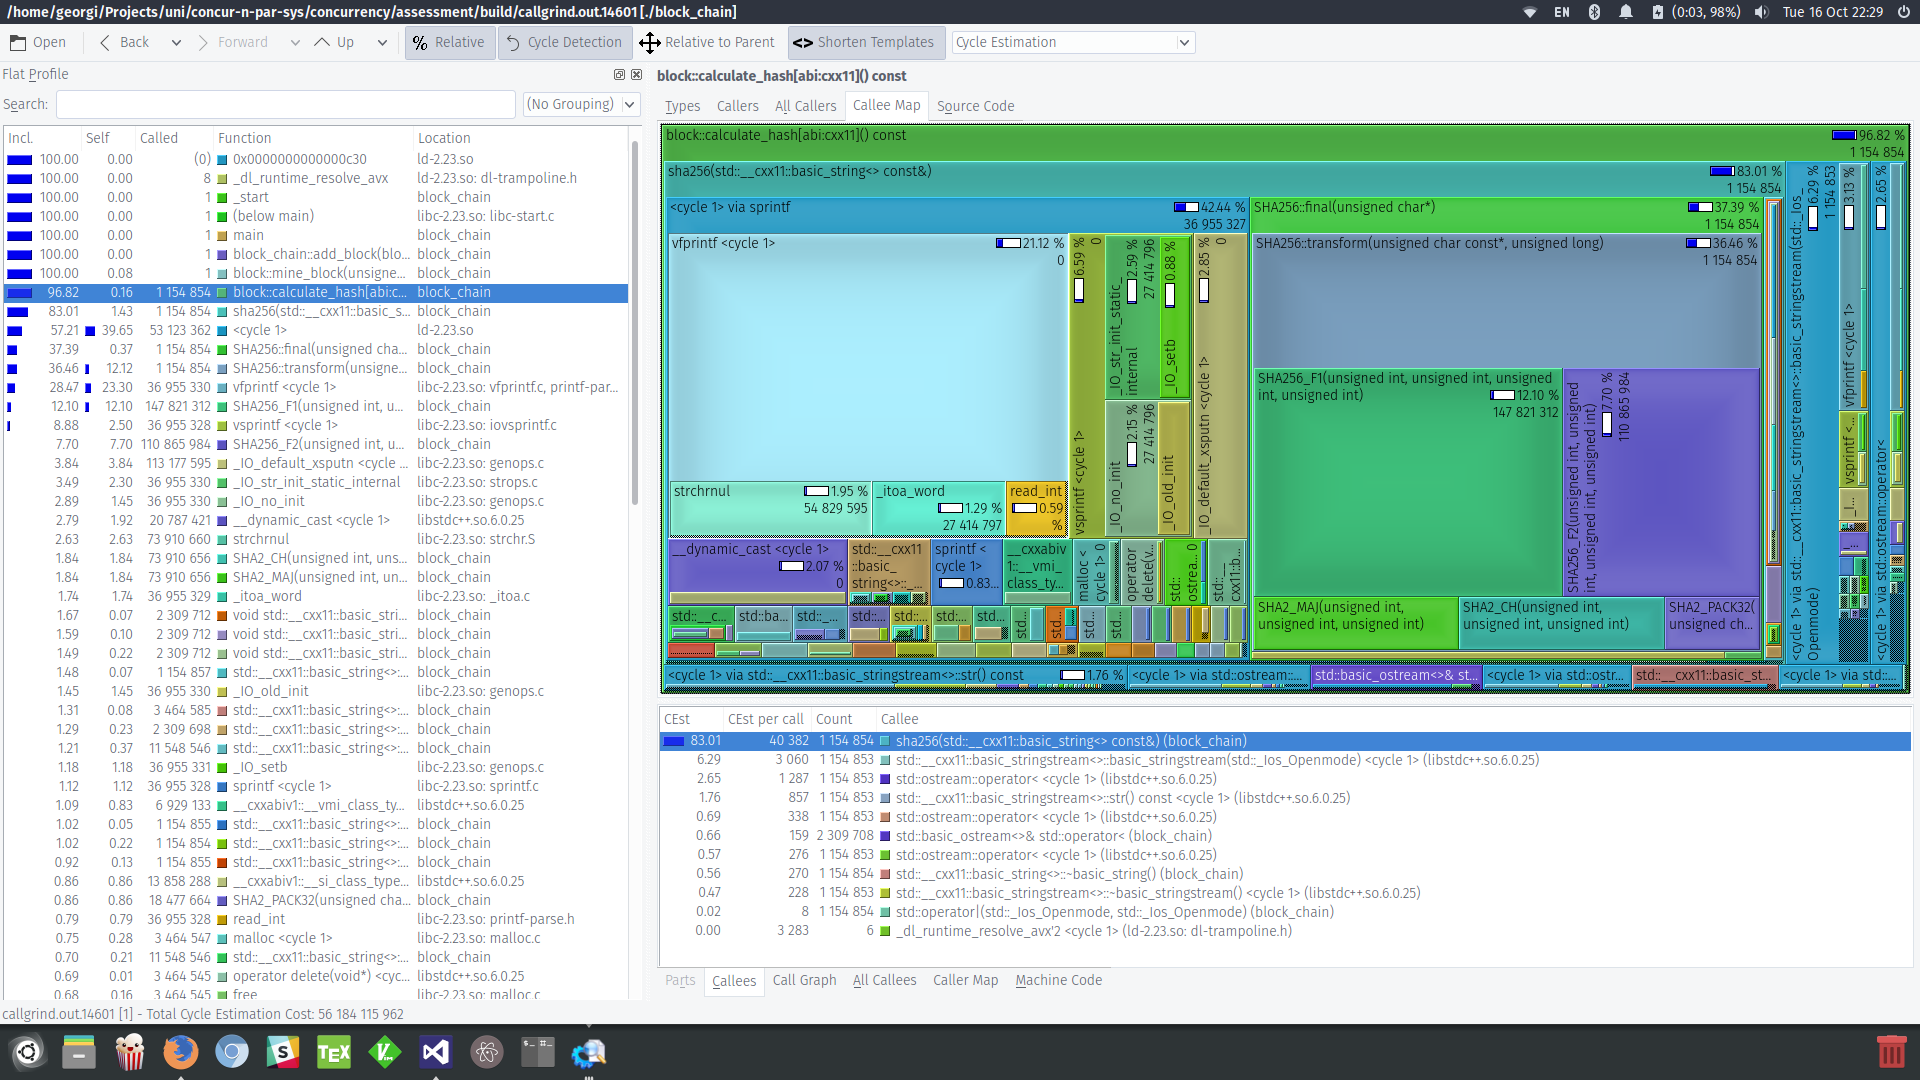 /home/georgi/Projects/uni/concur-n-par-sys/concurrency/assessment/build/callgrind.out.14601 [./block_chain]
EN (0:03, 98%) Tue 16 Oct 22:29
Open Back Forward Up % Relative Cycle Detection Relative to Parent <> Shorten Templates Cycle Estimation
Flat Profile
Search: (No Grouping)
Incl. Self Called Function Location
100.00 0.00 (0) 0x0000000000000c30 ld-2.23.so
100.00 0.00 8 _dl_runtime_resolve_avx ld-2.23.so: dl-trampoline.h
100.00 0.00 1 _start block_chain
100.00 0.00 1 (below main) libc-2.23.so: libc-start.c
100.00 0.00 1 main block_chain
100.00 0.00 1 block_chain::add_block(blo... block_chain
100.00 0.08 1 block::mine_block(unsigne... block_chain
96.82 0.16 1 154 854 block::calculate_hash[abi:c... block_chain
83.01 1.43 1 154 854 sha256(std::__cxx11::basic_s... block_chain
57.21 39.65 53 123 362 <cycle 1> ld-2.23.so
37.39 0.37 1 154 854 SHA256::final(unsigned cha... block_chain
36.46 12.12 1 154 854 SHA256::transform(unsigne... block_chain
28.47 23.30 36 955 330 vfprintf <cycle 1> libc-2.23.so: vfprintf.c, printf-par...
12.10 12.10 147 821 312 SHA256_F1(unsigned int, u... block_chain
8.88 2.50 36 955 328 vsprintf <cycle 1> libc-2.23.so: iovsprintf.c
7.70 7.70 110 865 984 SHA256_F2(unsigned int, u... block_chain
3.84 3.84 113 177 595 _IO_default_xsputn <cycle ... libc-2.23.so: genops.c
3.49 2.30 36 955 330 _IO_str_init_static_internal libc-2.23.so: strops.c
2.89 1.45 36 955 330 _IO_no_init libc-2.23.so: genops.c
2.79 1.92 20 787 421 __dynamic_cast <cycle 1> libstdc++.so.6.0.25
2.63 2.63 73 910 660 strchrnul libc-2.23.so: strchr.S
1.84 1.84 73 910 656 SHA2_CH(unsigned int, uns... block_chain
1.84 1.84 73 910 656 SHA2_MAJ(unsigned int, un... block_chain
1.74 1.74 36 955 329 _itoa_word libc-2.23.so: _itoa.c
1.67 0.07 2 309 712 void std::__cxx11::basic_stri... block_chain
1.59 0.10 2 309 712 void std::__cxx11::basic_stri... block_chain
1.49 0.22 2 309 712 void std::__cxx11::basic_stri... block_chain
1.48 0.07 1 154 857 std::__cxx11::basic_string<>:... block_chain
1.45 1.45 36 955 330 _IO_old_init libc-2.23.so: genops.c
1.31 0.08 3 464 585 std::__cxx11::basic_string<>:... block_chain
1.29 0.23 2 309 698 std::__cxx11::basic_string<>:... block_chain
1.21 0.37 11 548 546 std::__cxx11::basic_string<>:... block_chain
1.18 1.18 36 955 331 _IO_setb libc-2.23.so: genops.c
1.12 1.12 36 955 328 sprintf <cycle 1> libc-2.23.so: sprintf.c
1.09 0.83 6 929 133 __cxxabiv1::__vmi_class_ty... libstdc++.so.6.0.25
1.02 0.05 1 154 855 std::__cxx11::basic_string<>:... block_chain
1.02 0.22 1 154 854 std::__cxx11::basic_string<>:... block_chain
0.92 0.13 1 154 855 std::__cxx11::basic_string<>:... block_chain
0.86 0.86 13 858 288 __cxxabiv1::__si_class_type... libstdc++.so.6.0.25
0.86 0.86 18 477 664 SHA2_PACK32(unsigned cha... block_chain
0.79 0.79 36 955 328 read_int libc-2.23.so: printf-parse.h
0.75 0.28 3 464 547 malloc <cycle 1> libc-2.23.so: malloc.c
0.70 0.21 11 548 546 std::__cxx11::basic_string<>:... block_chain
0.69 0.01 3 464 545 operator delete(void*) <cyc... libstdc++.so.6.0.25
0.68 0.16 3 464 545 free libc-2.23.so: malloc.c
callgrind.out.14601 [1] - Total Cycle Estimation Cost: 56 184 115 962
block::calculate_hash[abi:cxx11]() const
Types Callers All Callers Callee Map Source Code
block::calculate_hash[abi:cxx11]() const 96.82 %
1 154 854
sha256(std::__cxx11::basic_string<> const&) 83.01 %
1 154 854
<cycle 1> via sprintf 42.44 %
36 955 327
vfprintf <cycle 1> 21.12 %
0
strchrnul 1.95 %
54 829 595
_itoa_word
1.29 %
27 414 797
read_int
0.59
%
vsprintf <cycle 1> 6.59 %
0
_IO_str_init_static_
internal 2.59 %
27 414 796
_IO_setb 0.88 %
_IO_no_init 2.15 %
27 414 796
_IO_old_init
_IO_default_xsputn <cycle 1> 2.85 %
0
__dynamic_cast <cycle 1>
2.07 %
0
std::__cxx11
::basic_
string<>::_...
sprintf <
cycle 1>
0.83...
__cxxabiv
1::__vmi_
class_ty...
malloc <
cycle 1> 0
operator
delete(v...
std::
ostrea... 0
std::__
cxx11::b...
std::__c... std::ba... std::_... std::... std::... std::... std... std... std... std...
SHA256::final(unsigned char*) 37.39 %
1 154 854
SHA256::transform(unsigned char const*, unsigned long) 36.46 %
1 154 854
SHA256_F1(unsigned int, unsigned int, unsigned
int, unsigned int) 12.10 %
147 821 312
SHA256_F2(unsigned int, unsigned
int, unsigned int, unsigned int) 7.70 %
110 865 984
SHA2_MAJ(unsigned int,
unsigned int, unsigned int)
SHA2_CH(unsigned int,
unsigned int, unsigned int)
SHA2_PACK32(
unsigned ch...
<cycle 1> via std::__cxx11::basic_stringstream<>::basic_stringstream(std::_Ios_
Openmode) 6.29 %
1 154 853
vfprintf <cycle 1> 3.13 %
vsprintf <...
_I...
_...
<cycle 1> via std::ostream::operator< 2.65 %
<cycle 1> via std::__cxx11::basic_stringstream<>::str() const 1.76 %
<cycle 1> via std::ostream::...
std::basic_ostream<>& st...
<cycle 1> via std::ostr...
std::__cxx11::basic_st...
<cycle 1> via std::...
CEst CEst per call Count Callee
83.01 40 382 1 154 854 sha256(std::__cxx11::basic_string<> const&) (block_chain)
6.29 3 060 1 154 853 std::__cxx11::basic_stringstream<>::basic_stringstream(std::_Ios_Openmode) <cycle 1> (libstdc++.so.6.0.25)
2.65 1 287 1 154 853 std::ostream::operator< <cycle 1> (libstdc++.so.6.0.25)
1.76 857 1 154 853 std::__cxx11::basic_stringstream<>::str() const <cycle 1> (libstdc++.so.6.0.25)
0.69 338 1 154 853 std::ostream::operator< <cycle 1> (libstdc++.so.6.0.25)
0.66 159 2 309 708 std::basic_ostream<>& std::operator< (block_chain)
0.57 276 1 154 853 std::ostream::operator< <cycle 1> (libstdc++.so.6.0.25)
0.56 270 1 154 854 std::__cxx11::basic_string<>::~basic_string() (block_chain)
0.47 228 1 154 853 std::__cxx11::basic_stringstream<>::~basic_stringstream() <cycle 1> (libstdc++.so.6.0.25)
0.02 8 1 154 854 std::operator|(std::_Ios_Openmode, std::_Ios_Openmode) (block_chain)
0.00 3 283 6 _dl_runtime_resolve_avx'2 <cycle 1> (ld-2.23.so: dl-trampoline.h)
Parts Callees Call Graph All Callees Caller Map Machine Code
TEX